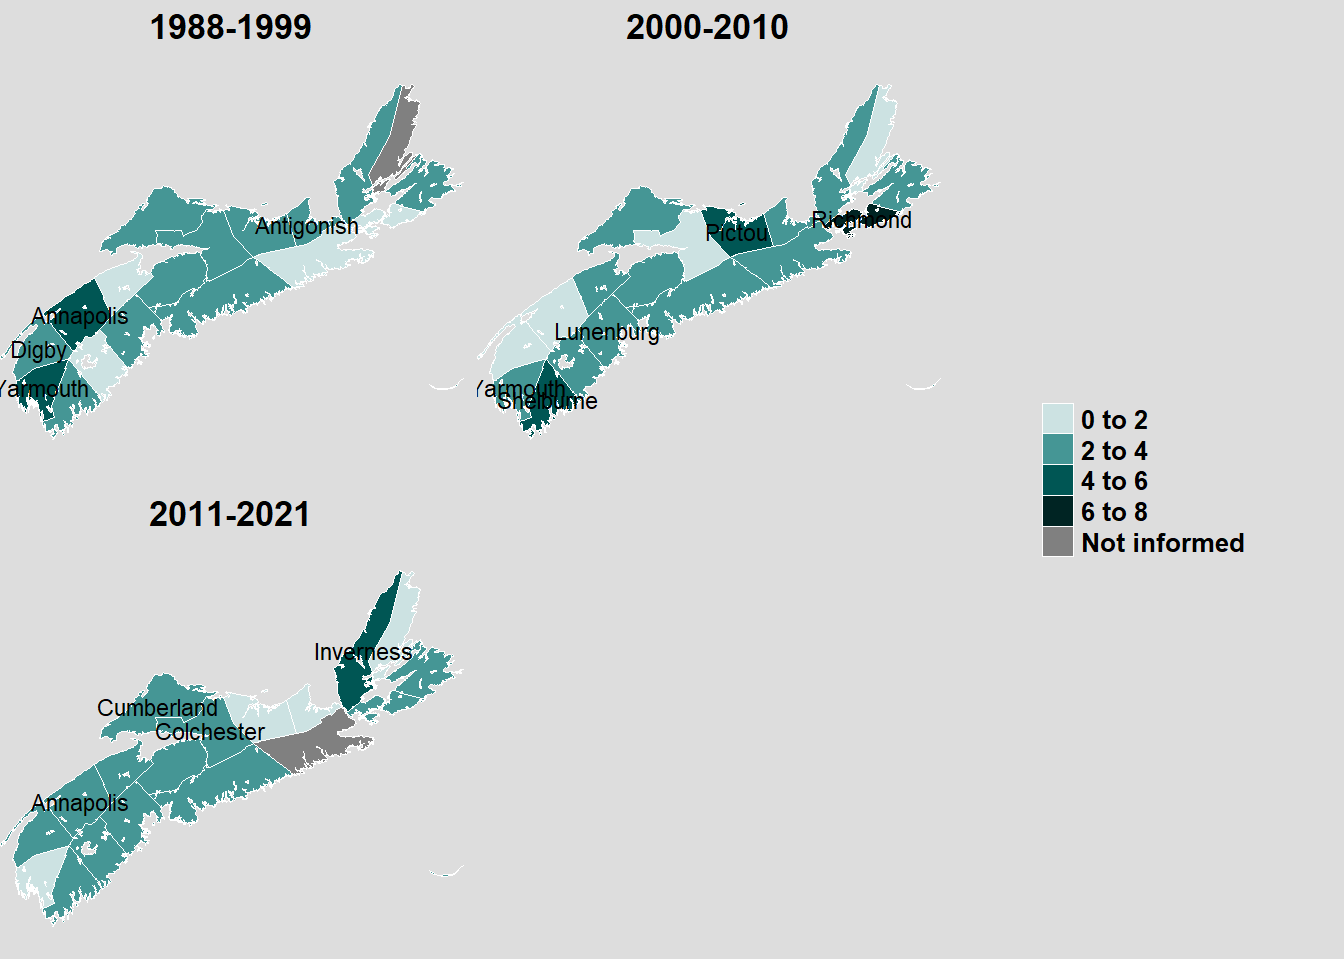 1988-1999
Antigonish
Annapolis
Digby
Yarmouth
2000-2010
Richmond
Pictou
Lunenburg
Yarmouth
Shelburne
0 to 2
2 to 4
4 to 6
6 to 8
Not informed
2011-2021
Inverness
Cumberland
Colchester
Annapolis